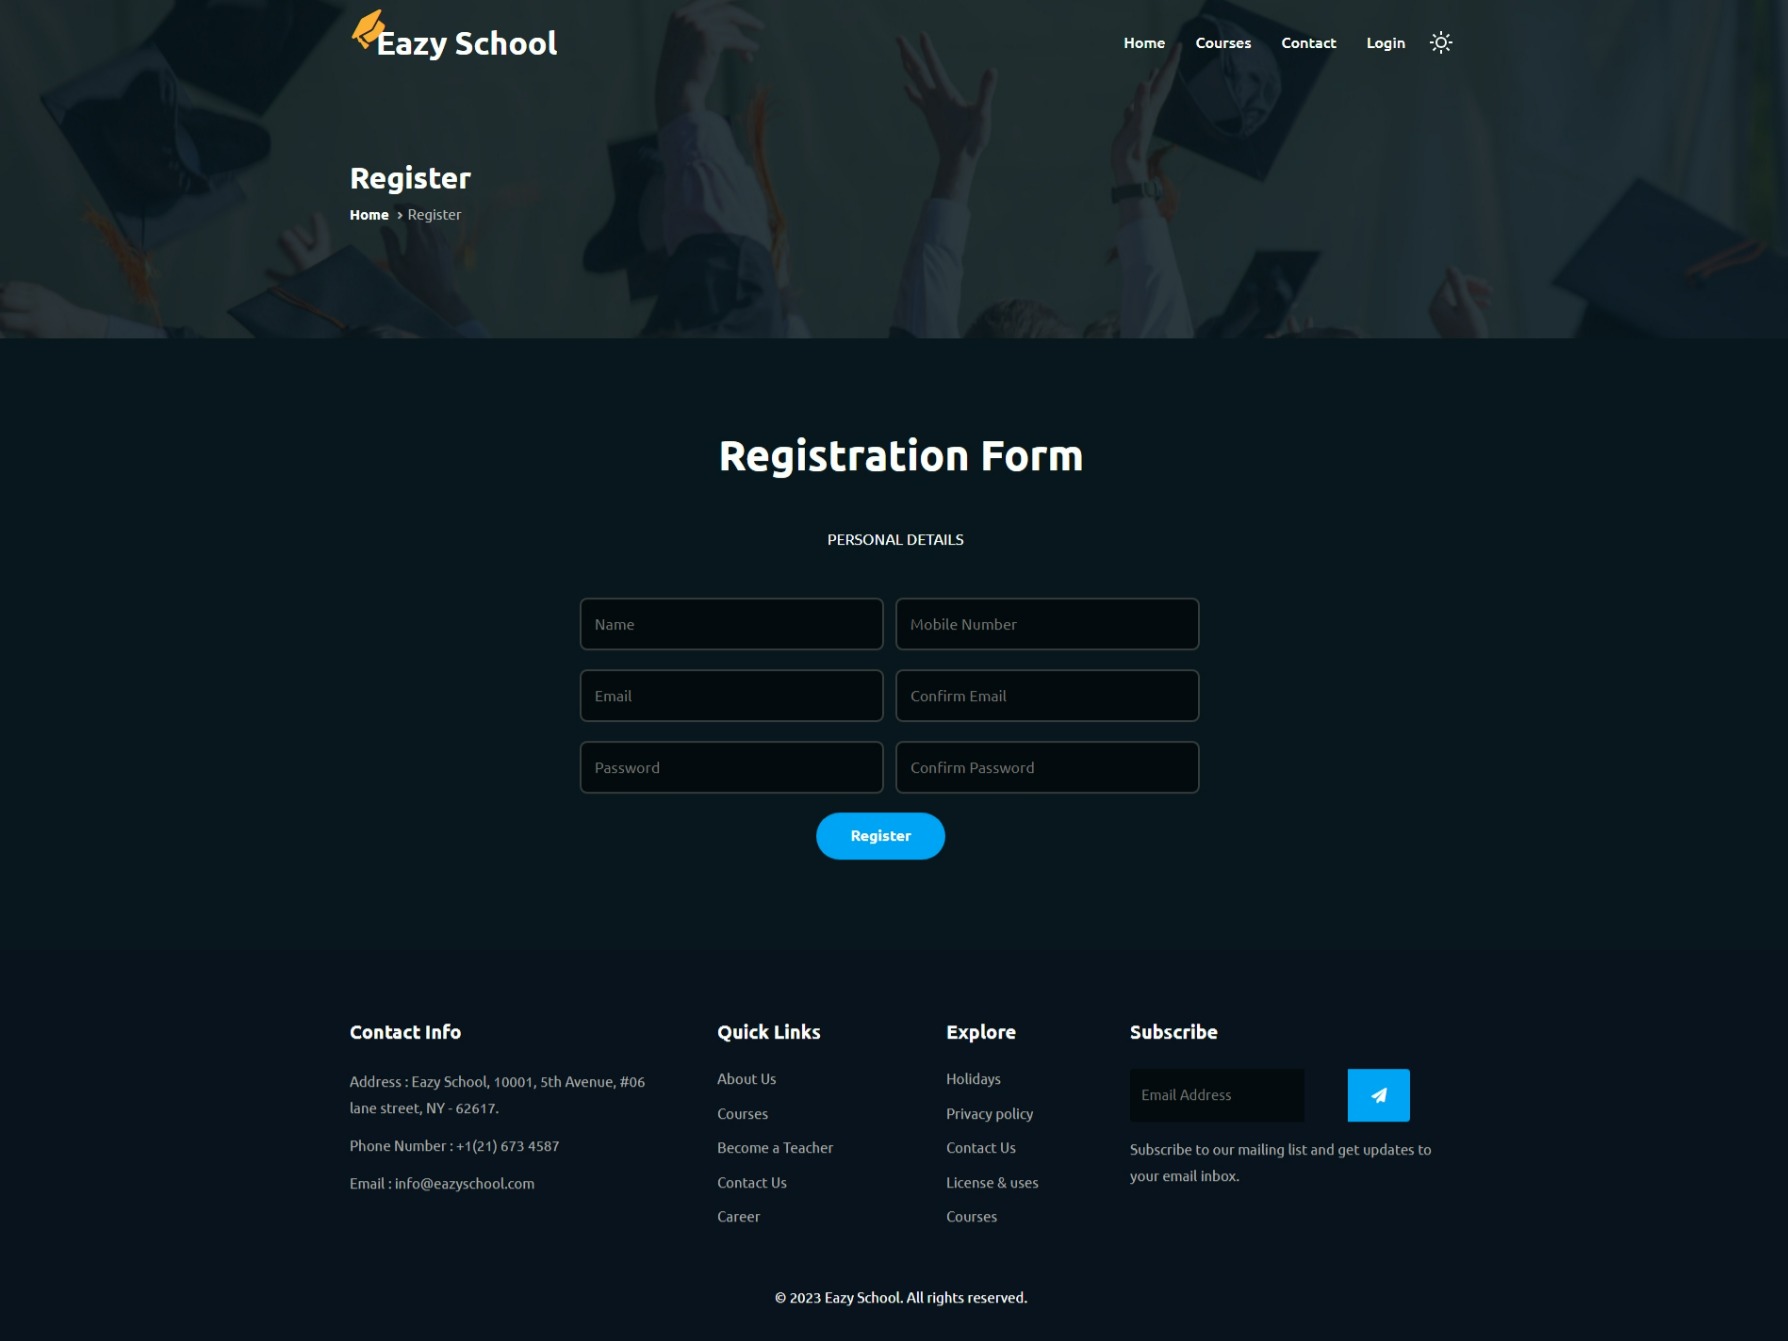 Eazy School
Home
Courses
Contact
Login
Register
Home
Register
Registration Form
PERSONAL DETAILS
Name
Mobile Number
Email
Confirm Email
Password
Confirm Password
Register
Contact Info
Address : Eazy School, 10001, 5th Avenue, #06
lane street, NY - 62617.
Phone Number : +1(21) 673 4587
Email : info@eazyschool.com
Quick Links
About Us
Courses
Become a Teacher
Contact Us
Career
Explore
Holidays
Privacy policy
Contact Us
License & uses
Courses
Subscribe
Email Address
Subscribe to our mailing list and get updates to
your email inbox.
© 2023 Eazy School. All rights reserved.